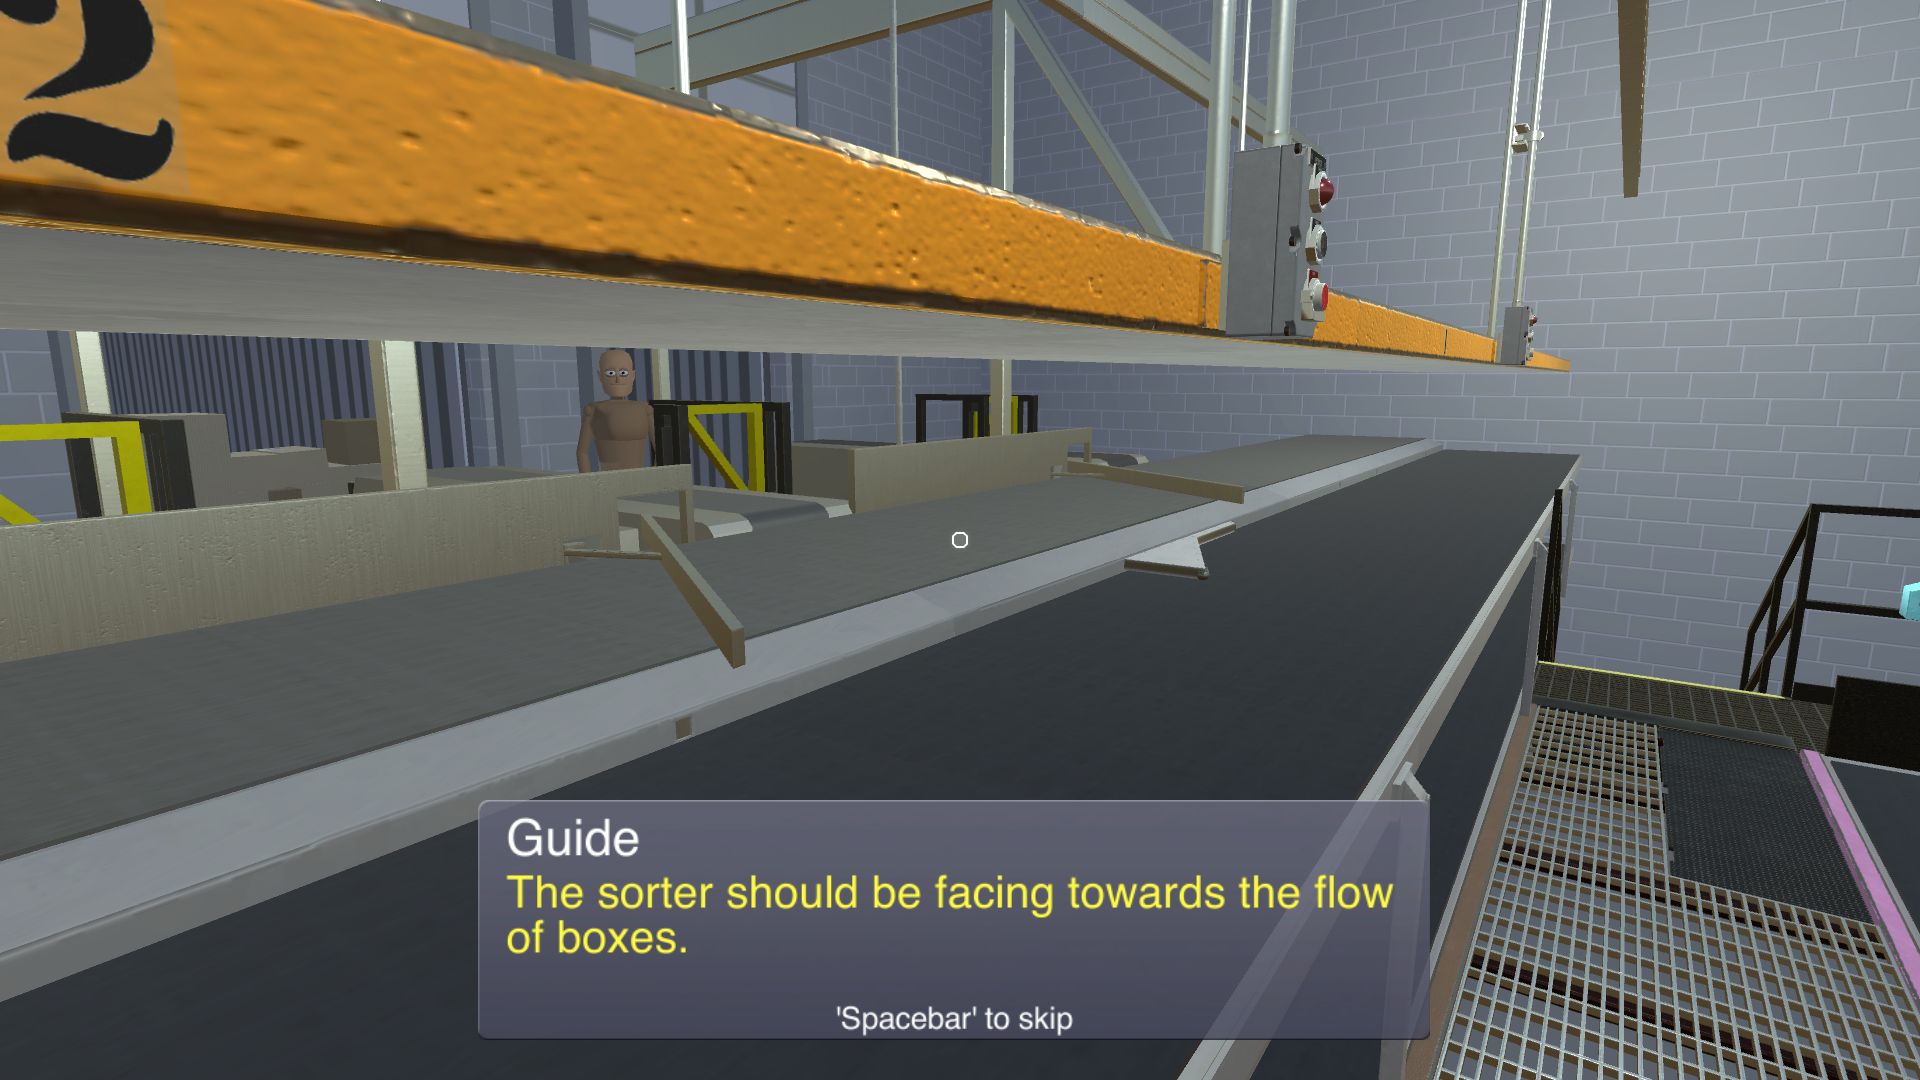 2
Guide
The sorter should be facing towards the flow
of boxes.
'Spacebar' to skip